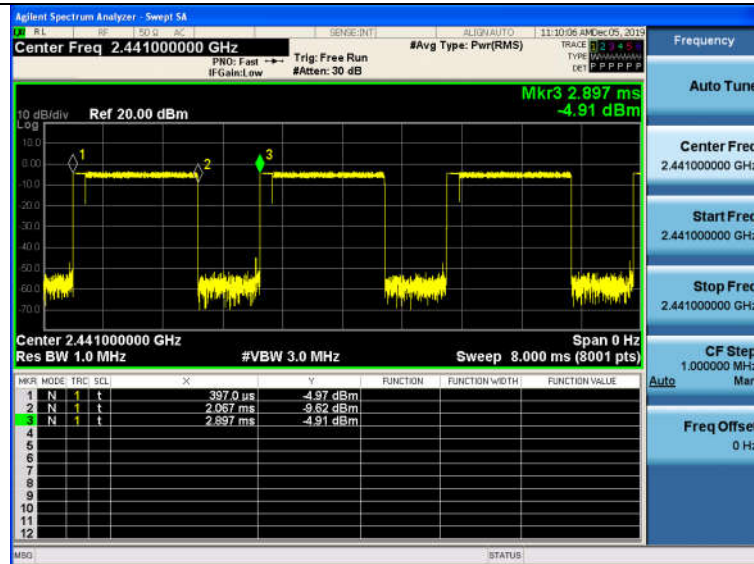 Agilent Spectrum Analyzer - Swept SA
RL RF 50 Ω AC SENSE:INT ALIGN AUTO 11:10:06 AM Dec 05, 2019
Center Freq 2.441000000 GHz
#Avg Type: Pwr(RMS)
TRACE 1 2 3 4 5 6
PNO: Fast Trig: Free Run
TYPE
IFGain:Low #Atten: 30 dB
DET P P P P P P
Mkr3 2.897 ms
-4.91 dBm
10 dB/div Ref 20.00 dBm
Log
10.0
0.00
-10.0
-20.0
-30.0
-40.0
-50.0
-60.0
-70.0
1
2
3
Center 2.441000000 GHz Span 0 Hz
Res BW 1.0 MHz #VBW 3.0 MHz Sweep 8.000 ms (8001 pts)
MKR MODE TRC SCL X Y FUNCTION FUNCTION WIDTH FUNCTION VALUE
1 N 1 t 397.0 µs -4.97 dBm
2 N 1 t 2.067 ms -9.62 dBm
3 N 1 t 2.897 ms -4.91 dBm
4
5
6
7
8
9
10
11
12
MSG STATUS
Frequency
Auto Tune
Center Freq
2.441000000 GHz
Start Freq
2.441000000 GHz
Stop Freq
2.441000000 GHz
CF Step
1.000000 MHz
Auto Man
Freq Offset
0 Hz